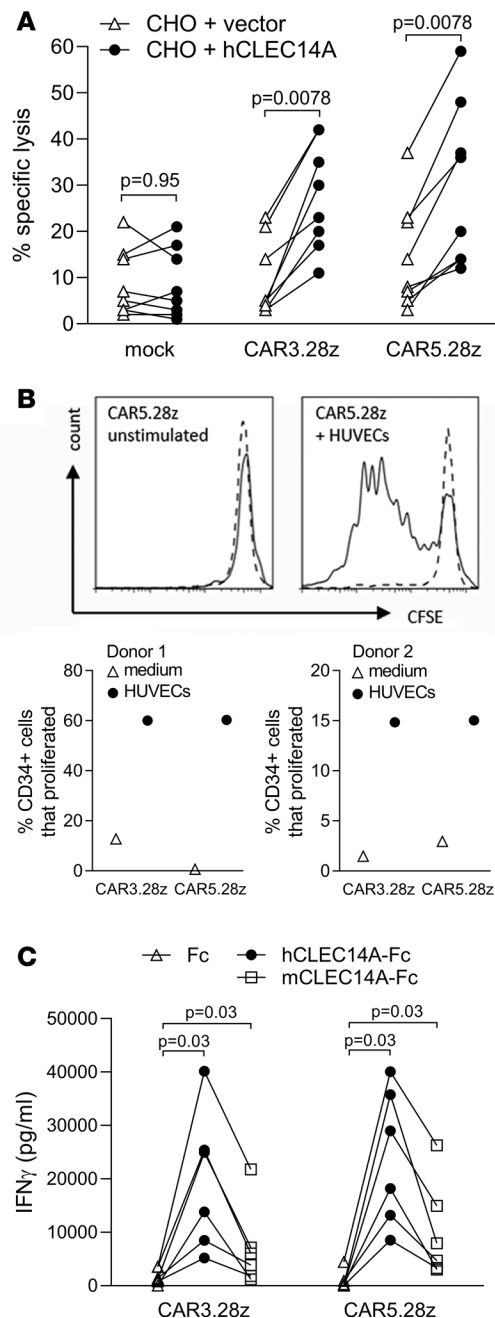 A
CHO + vector
CHO + hCLEC14A
p=0.0078
p=0.0078
p=0.95
% specific lysis
60
50
40
30
20
10
0
mock
CAR3.28z
CAR5.28z
B
count
CAR5.28z
unstimulated
CAR5.28z
+ HUVECs
CFSE
Donor 1
medium
HUVECs
% CD34+ cells
that proliferated
80
60
40
20
0
CAR3.28z
CAR5.28z
Donor 2
medium
HUVECs
% CD34+ cells
that proliferated
20
15
10
5
0
CAR3.28z
CAR5.28z
C
Fc
hCLEC14A-Fc
mCLEC14A-Fc
p=0.03
p=0.03
p=0.03
p=0.03
IFNγ (pg/ml)
50000
40000
30000
20000
10000
0
CAR3.28z
CAR5.28z